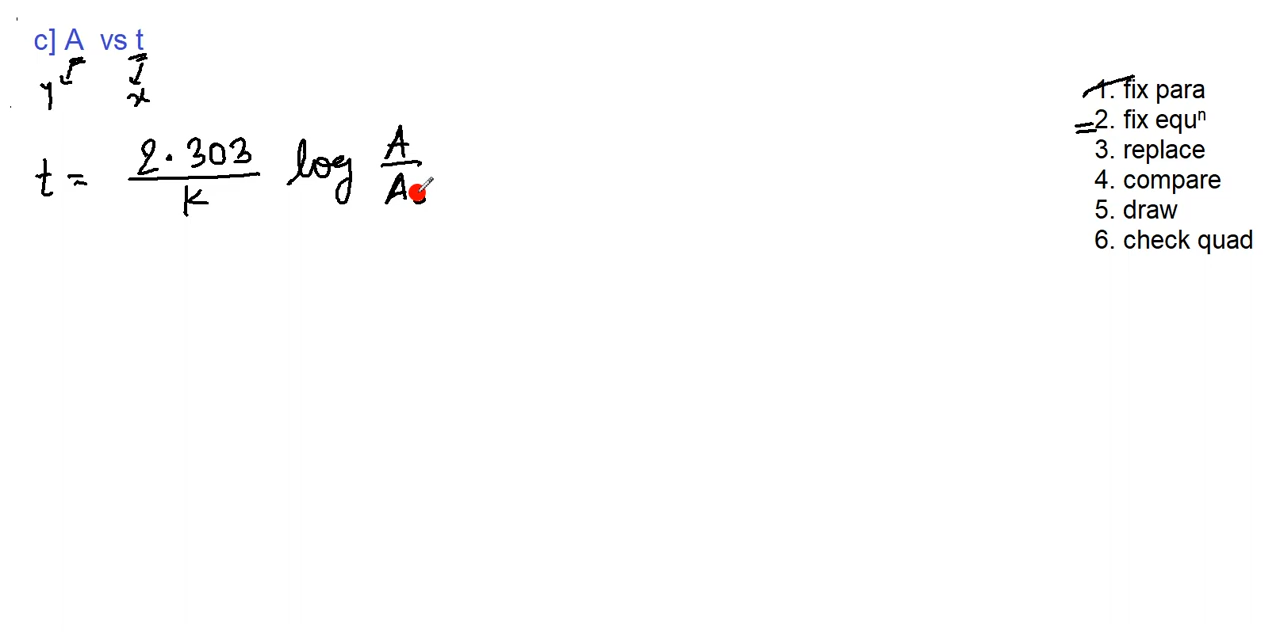 c] A vs t
y x
t = 2.303 / K log A / A
1. fix para
2. fix equⁿ
3. replace
4. compare
5. draw
6. check quad